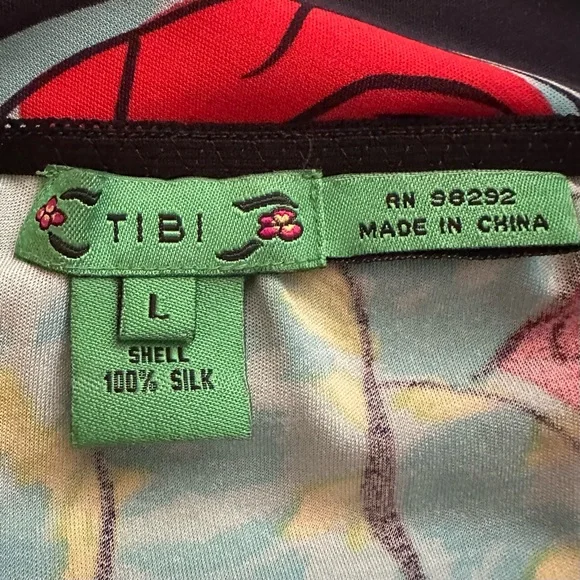 TIBI
RN 98292
MADE IN CHINA
L
SHELL
100% SILK